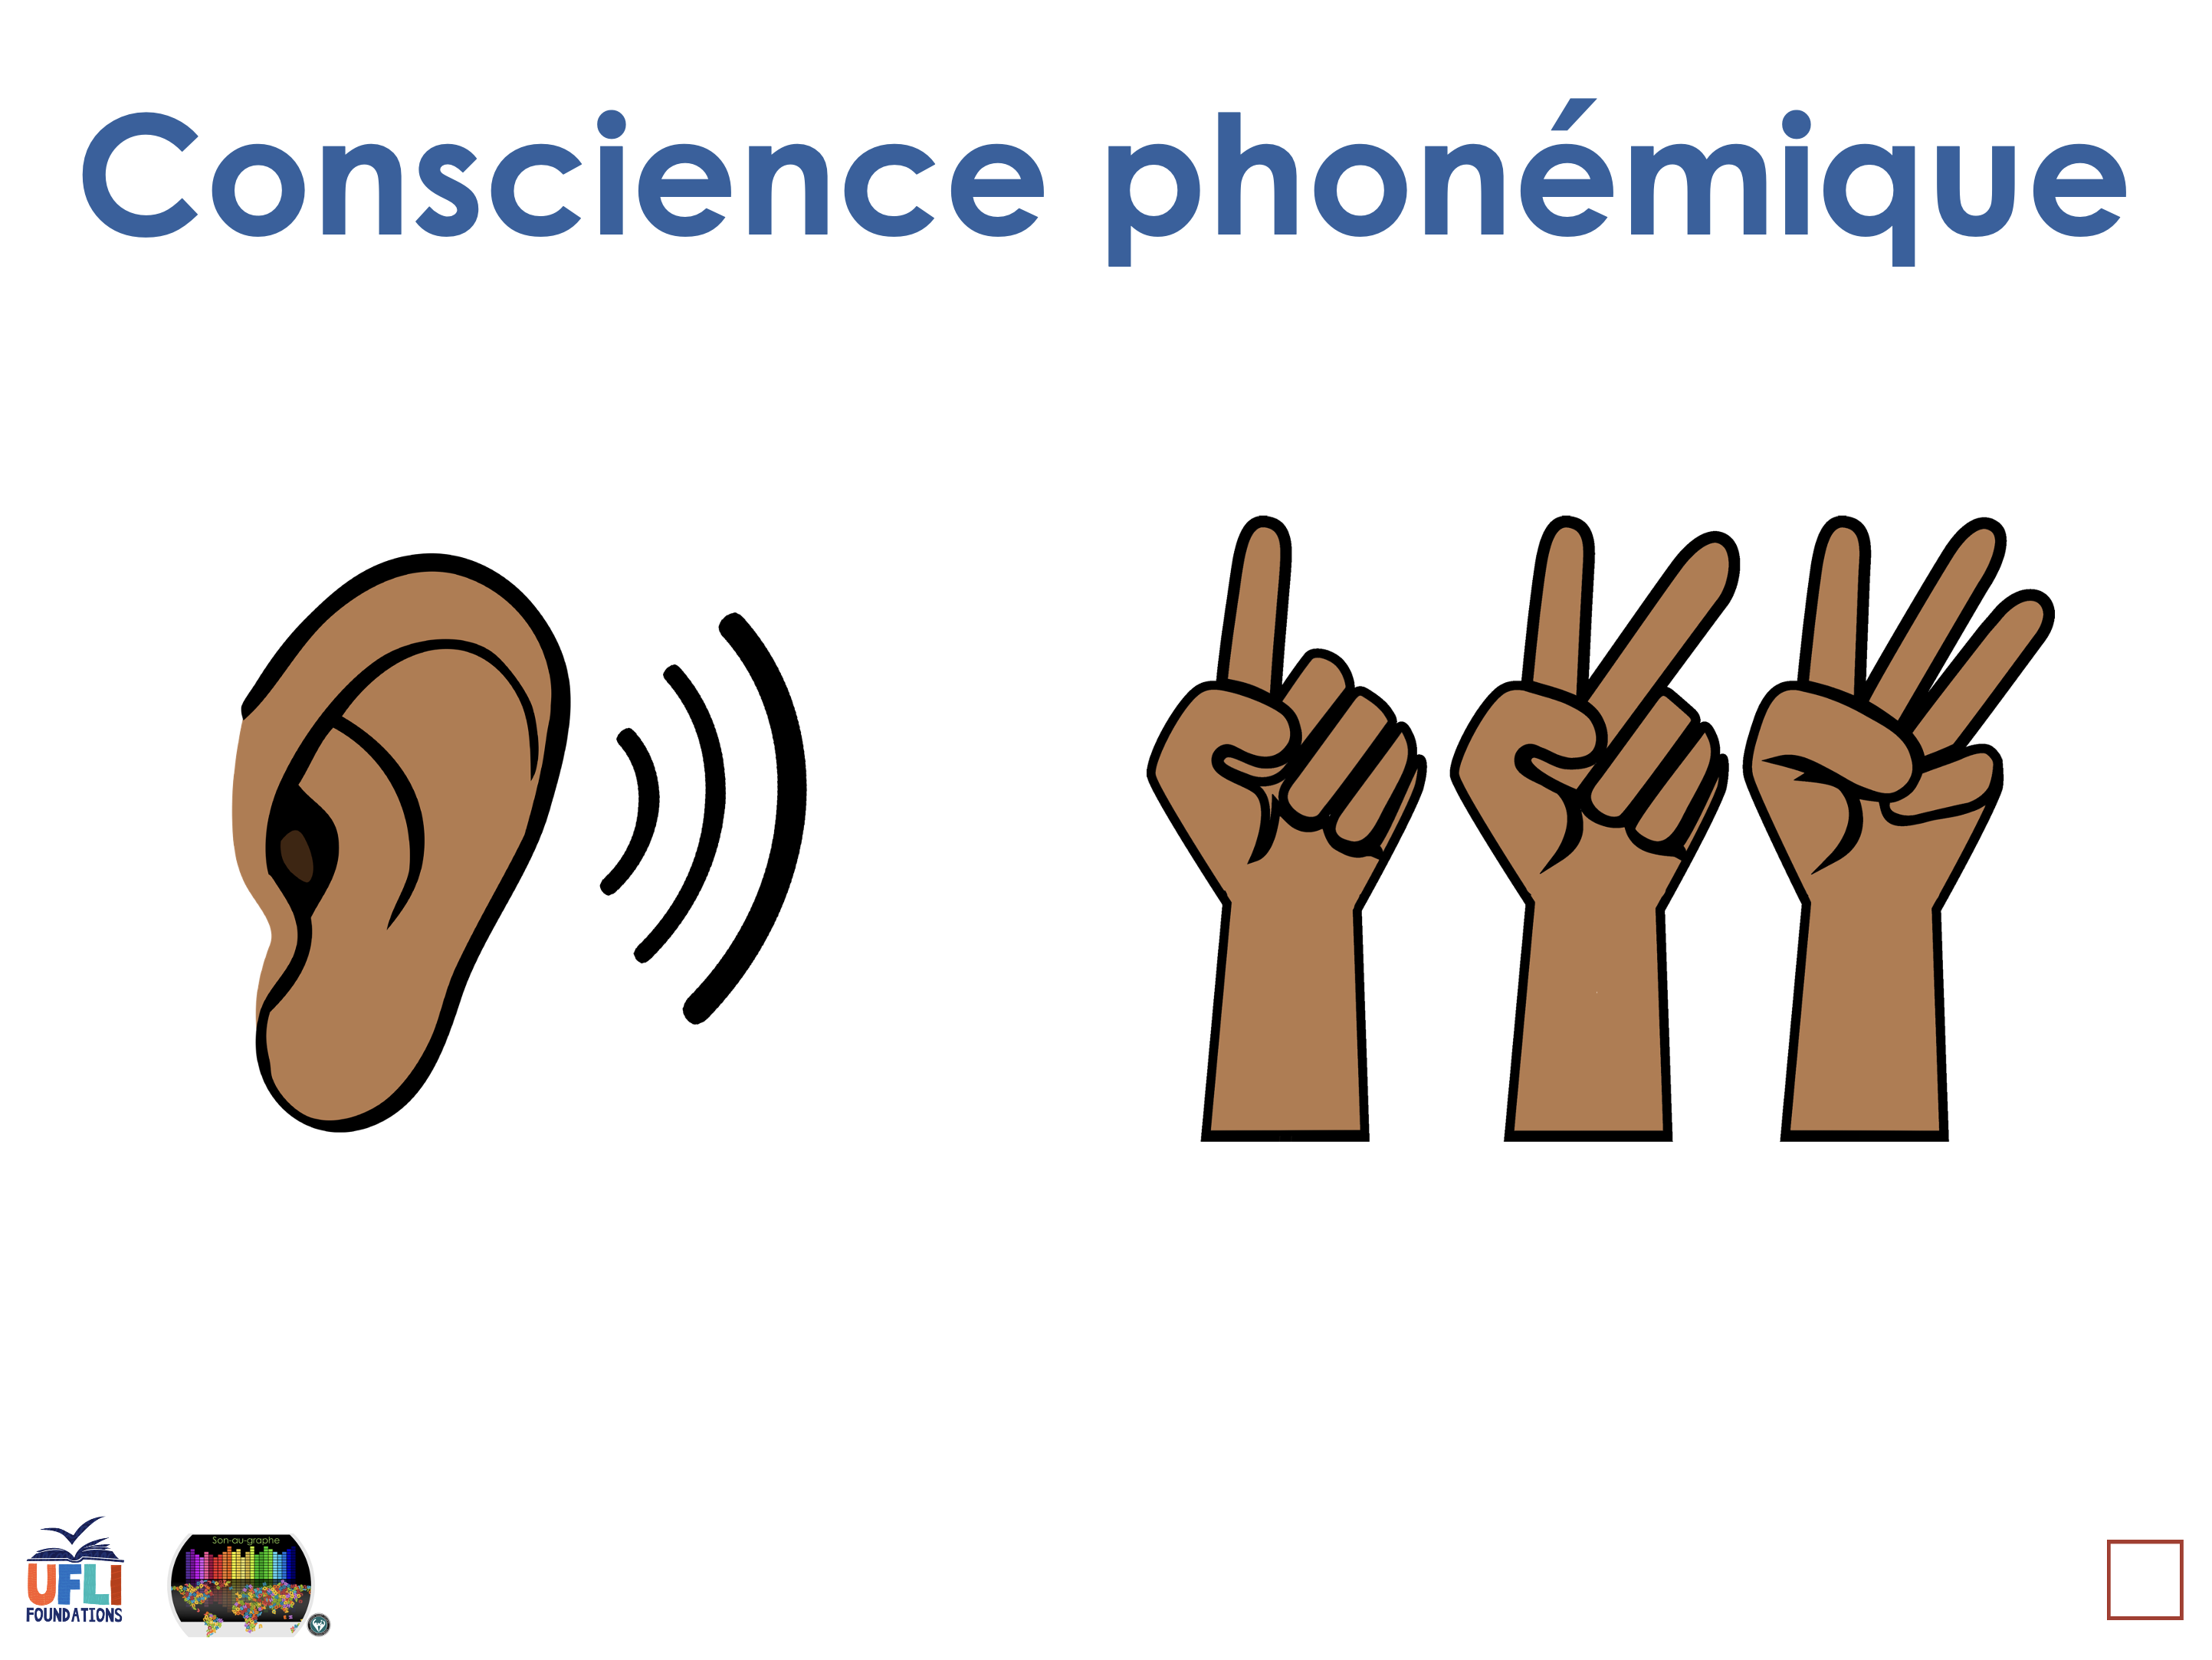 Conscience phonémique
UFLI
FOUNDATIONS
Son-au-graphe